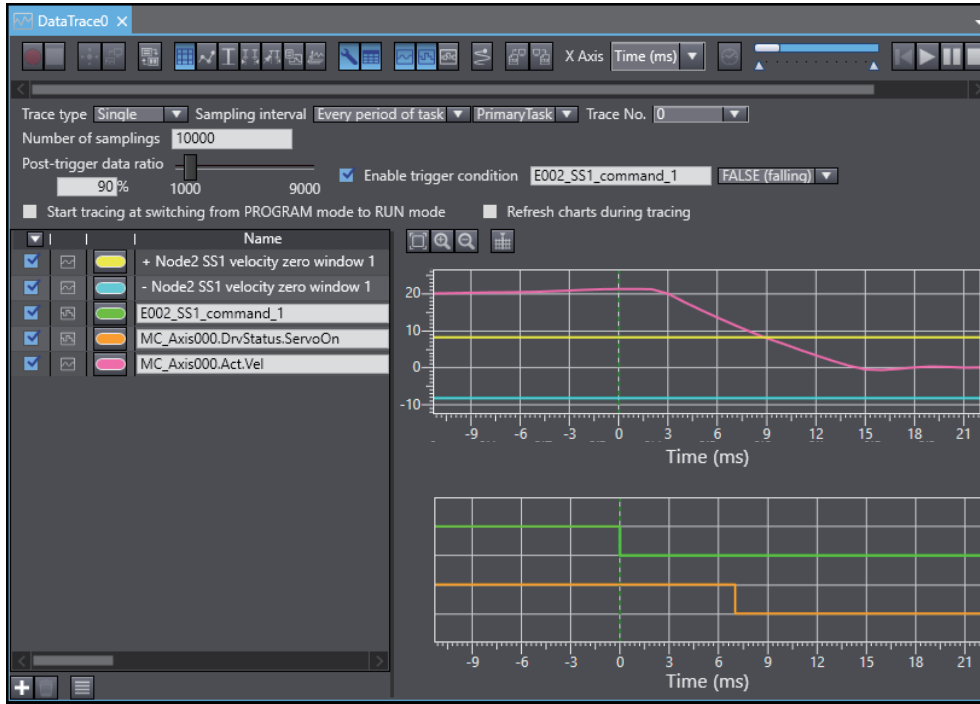 DataTrace0
X Axis Time (ms)
Trace type Single Sampling interval Every period of task PrimaryTask Trace No. 0
Number of samplings 10000
Post-trigger data ratio
90 % 1000 9000 Enable trigger condition E002_SS1_command_1 FALSE (falling)
Start tracing at switching from PROGRAM mode to RUN mode Refresh charts during tracing
Name
+ Node2 SS1 velocity zero window 1
- Node2 SS1 velocity zero window 1
E002_SS1_command_1
MC_Axis000.DrvStatus.ServoOn
MC_Axis000.Act.Vel
20
10
0
-10
-9 -6 -3 0 3 6 9 12 15 18 21
Time (ms)
-9 -6 -3 0 3 6 9 12 15 18 21
Time (ms)